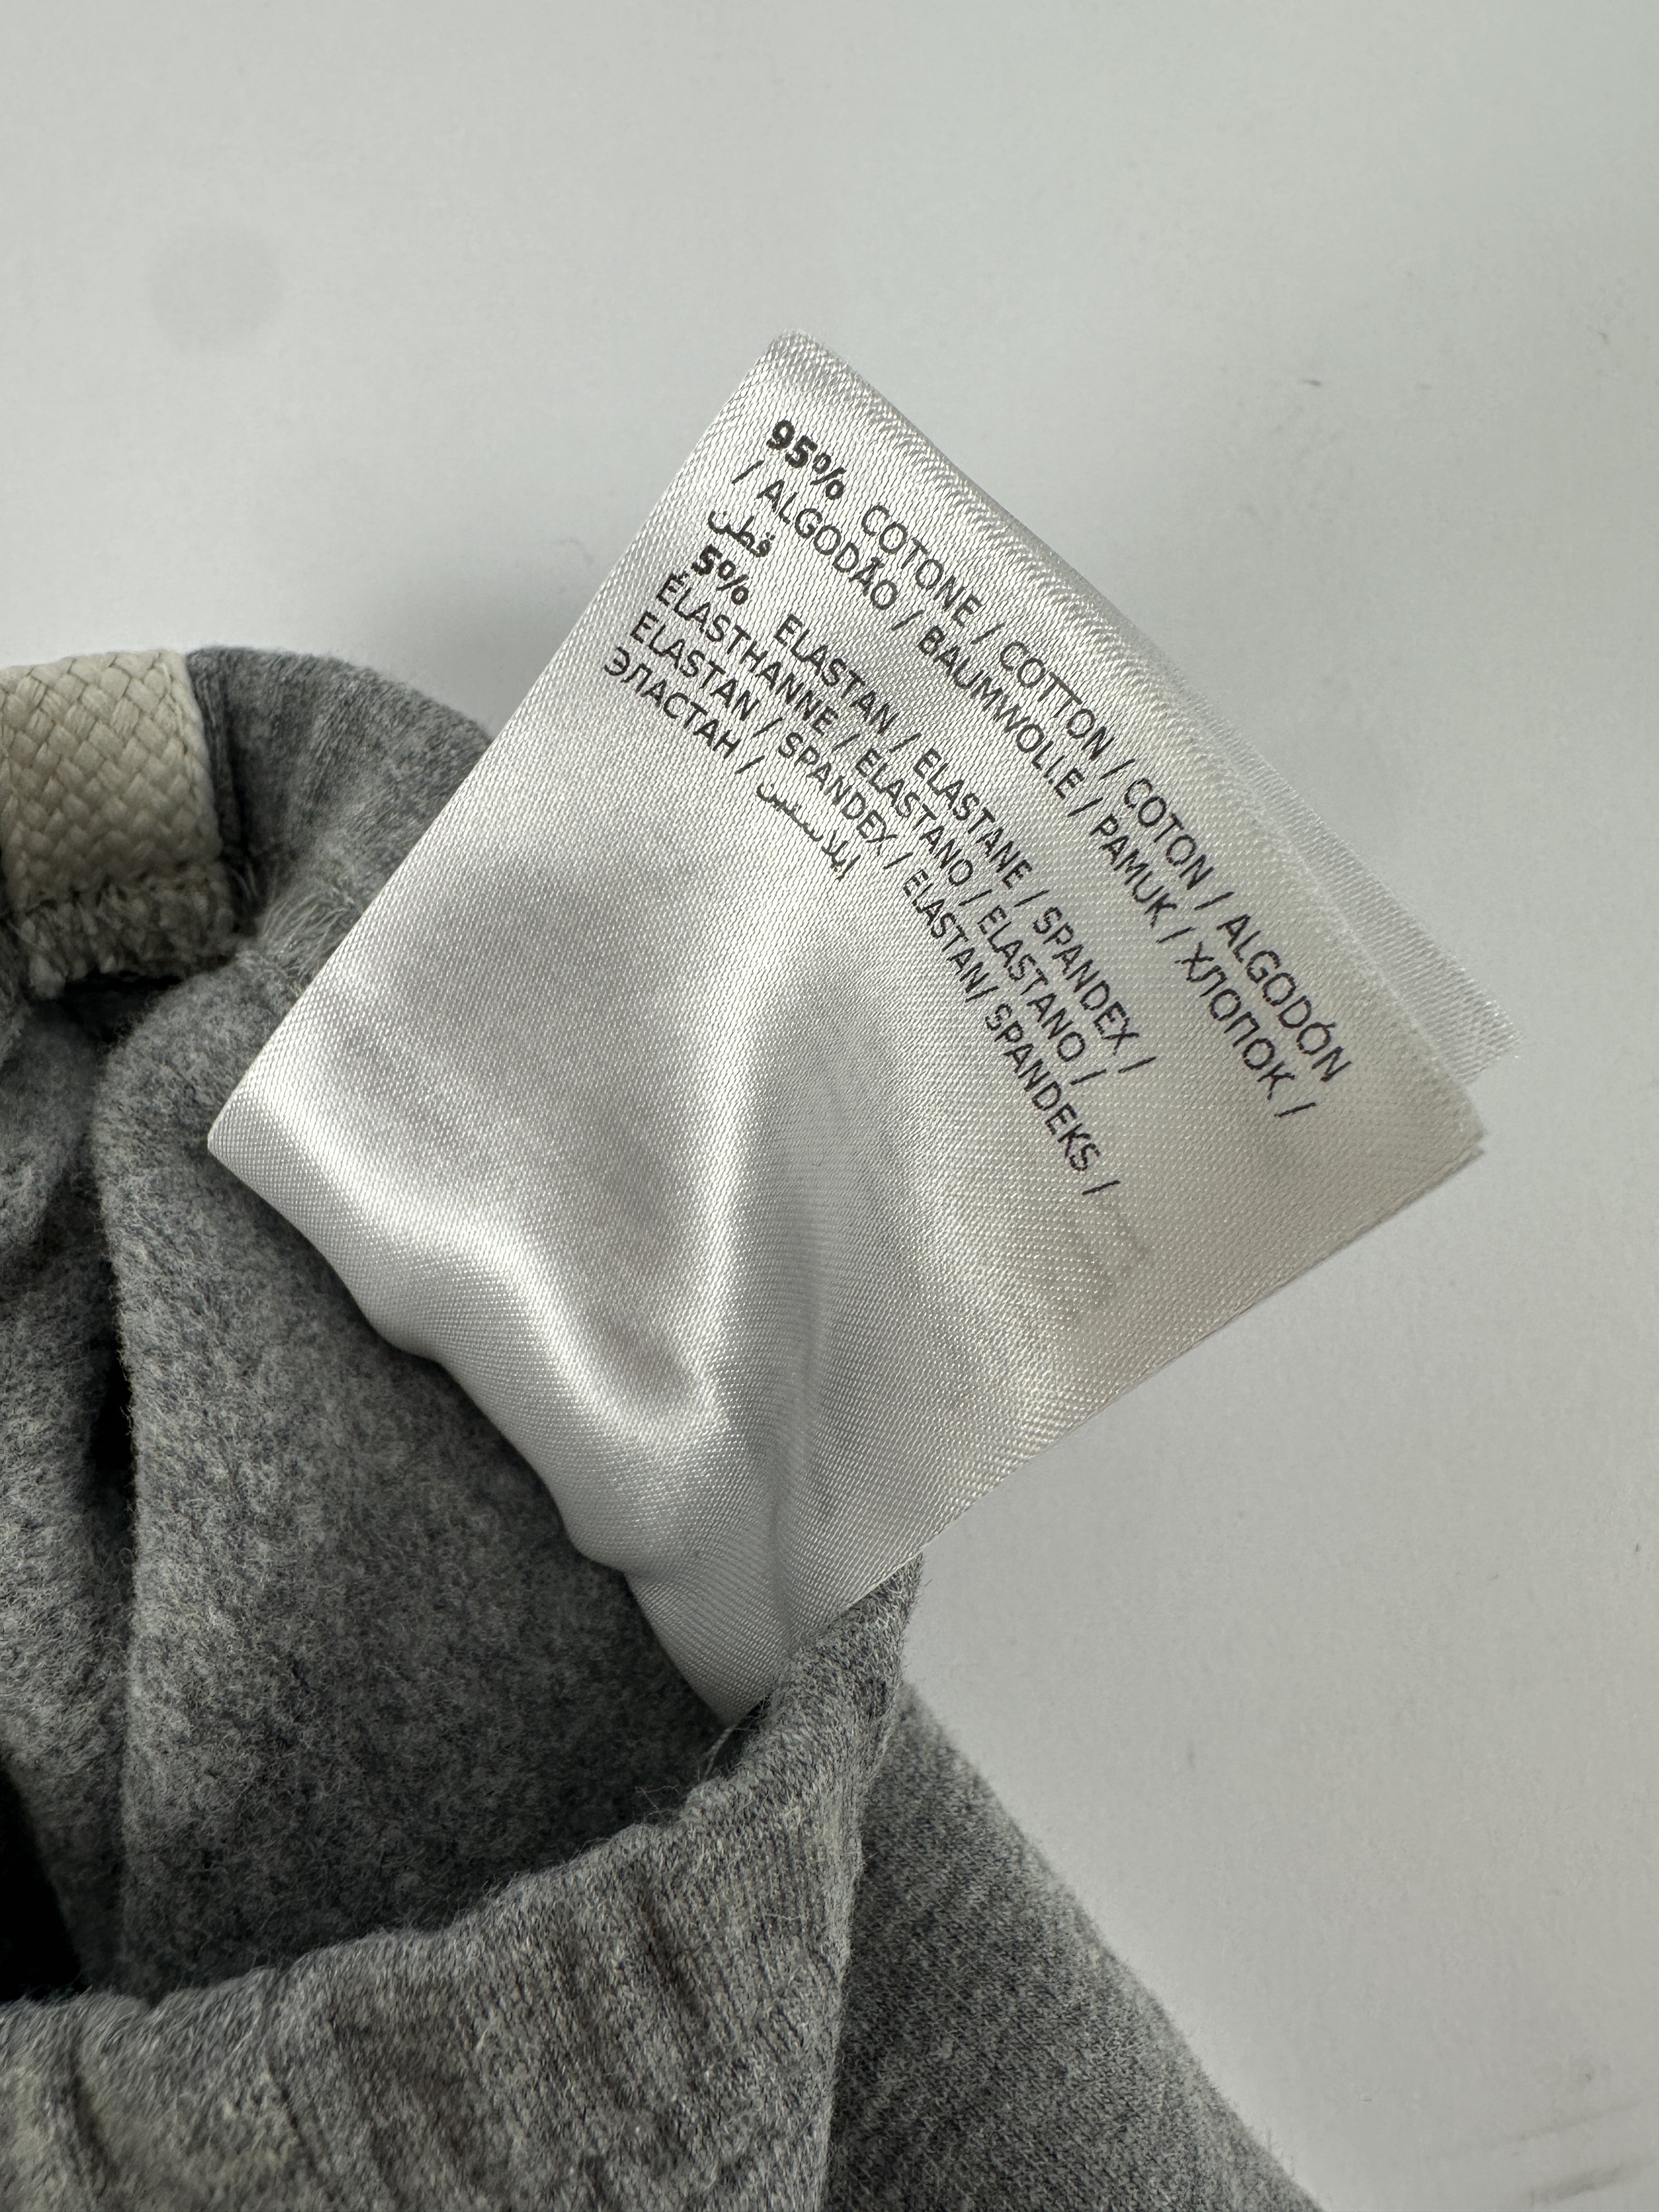 95% COTONE / COTTON / COTON / ALGODÓN
/ ALGODÃO / BAUMWOLLE / PAMUK / ХЛОПОК /
قطن
5% ELASTAN / ELASTANE / SPANDEX /
ÉLASTHANNE / ELASTANO / ELASTANO /
ELASTAN / SPANDEX / ELASTAN/ SPANDEKS /
ЭЛАСТАН / إيلاستين